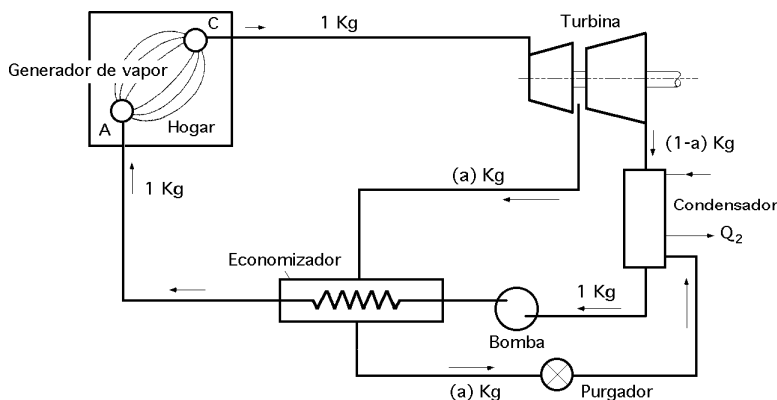 C
1 Kg
Turbina
Generador de vapor
A
Hogar
(1-a) Kg
1 Kg
(a) Kg
Condensador
Q2
Economizador
1 Kg
Bomba
(a) Kg
Purgador